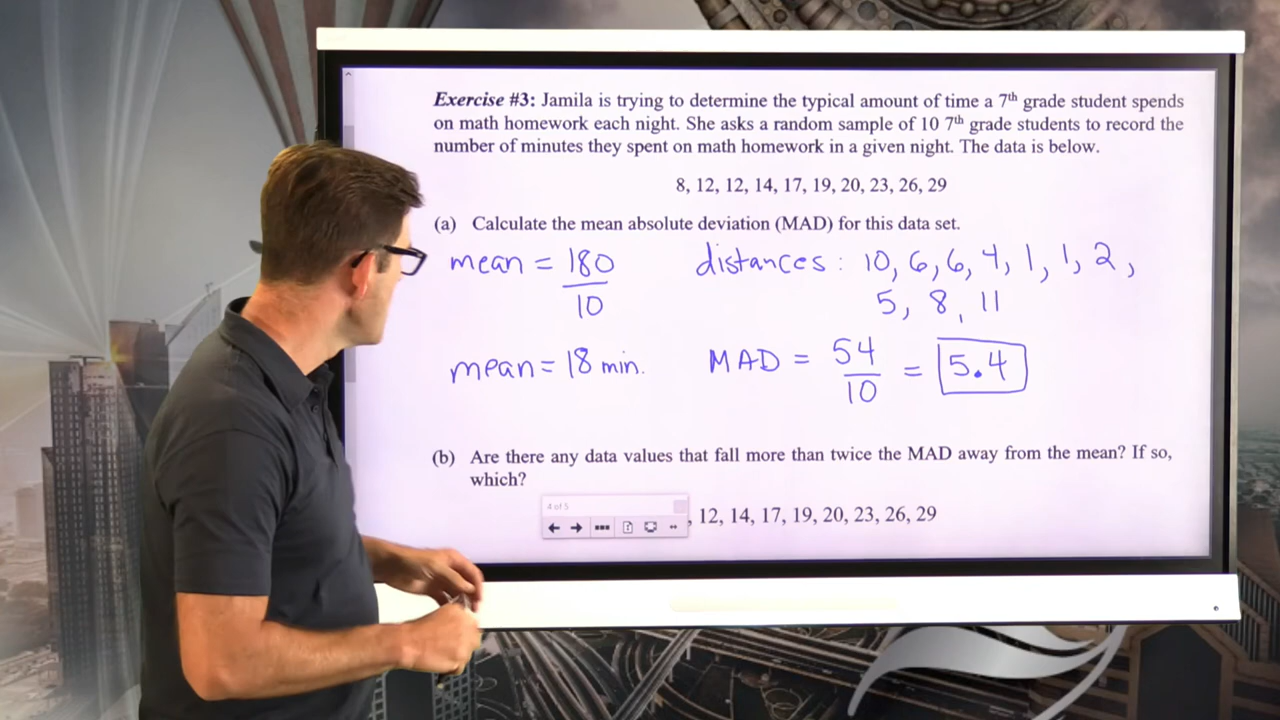 Exercise #3: Jamila is trying to determine the typical amount of time a 7th grade student spends
on math homework each night. She asks a random sample of 10 7th grade students to record the
number of minutes they spent on math homework in a given night. The data is below.
8, 12, 12, 14, 17, 19, 20, 23, 26, 29
(a) Calculate the mean absolute deviation (MAD) for this data set.
mean = 180/10
distances: 10, 6, 6, 4, 1, 1, 2,
5, 8, 11
mean = 18 min.
MAD = 54/10 = 5.4
(b) Are there any data values that fall more than twice the MAD away from the mean? If so,
which?
4 of 5
, 12, 14, 17, 19, 20, 23, 26, 29